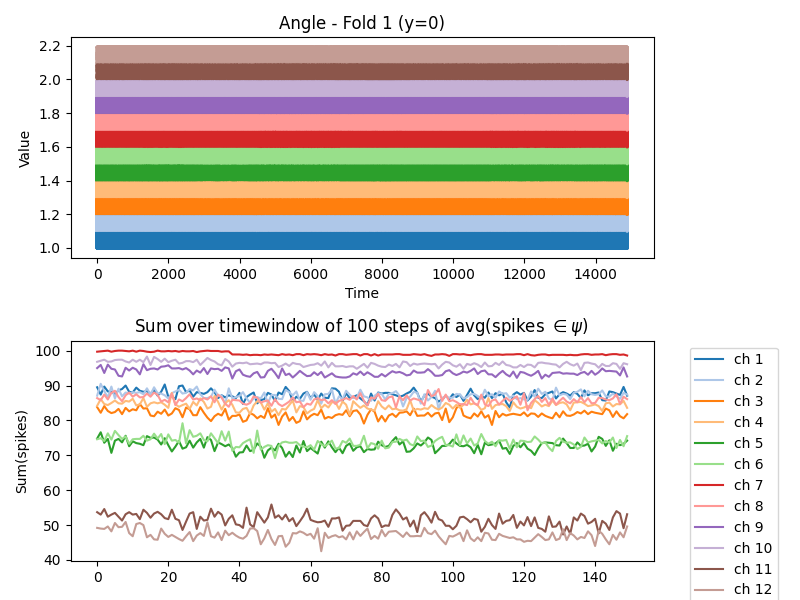 Angle - Fold 1 (y=0)
2.2
2.0
1.8
1.6
1.4
1.2
1.0
Value
0 2000 4000 6000 8000 10000 12000 14000
Time
Sum over timewindow of 100 steps of avg(spikes ∈ ψ)
100
90
80
70
60
50
40
Sum(spikes)
0 20 40 60 80 100 120 140
ch 1
ch 2
ch 3
ch 4
ch 5
ch 6
ch 7
ch 8
ch 9
ch 10
ch 11
ch 12